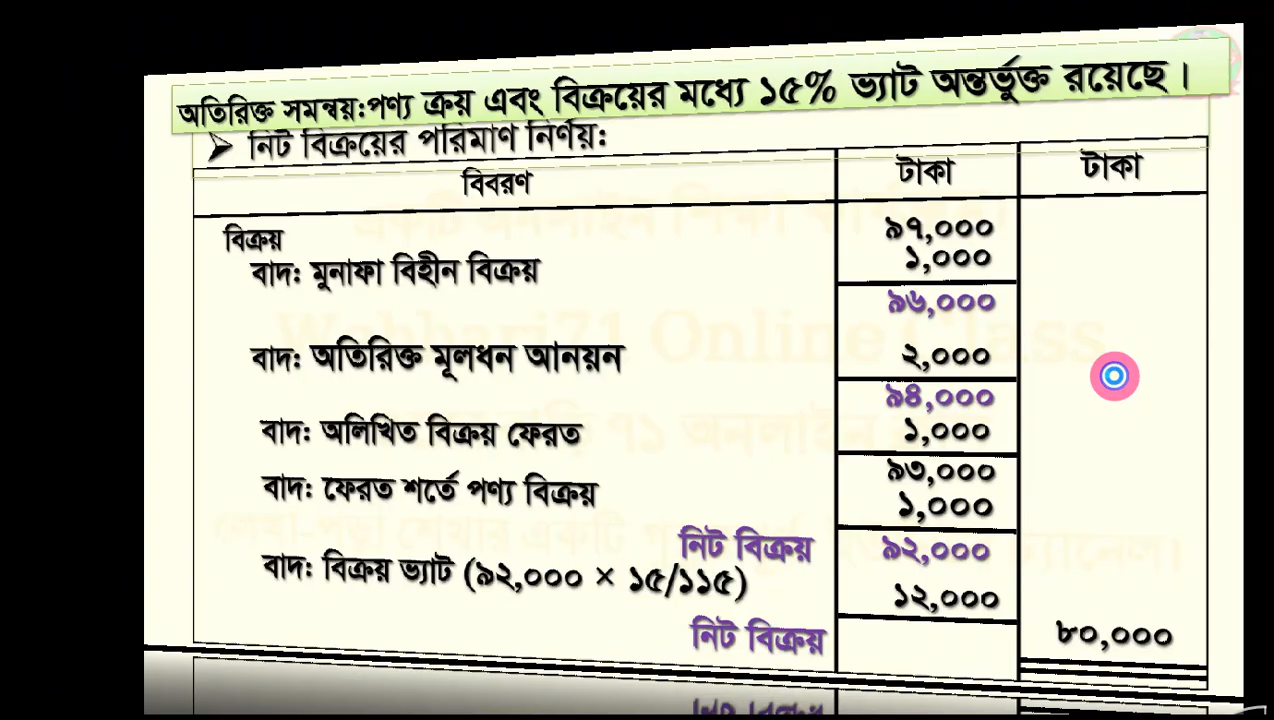 অতিরিক্ত সমন্বয়:পণ্য ক্রয় এবং বিক্রয়ের মধ্যে ১৫% ভ্যাট অন্তর্ভুক্ত রয়েছে।
➢ নিট বিক্রয়ের পরিমাণ নির্ণয়:
বিবরণ টাকা টাকা
বিক্রয় ৯৭,০০০
বাদ: মুনাফা বিহীন বিক্রয় ১,০০০
৯৬,০০০
বাদ: অতিরিক্ত মূলধন আনয়ন ২,০০০
৯৪,০০০
বাদ: অলিখিত বিক্রয় ফেরত ১,০০০
৯৩,০০০
বাদ: ফেরত শর্তে পণ্য বিক্রয় ১,০০০
নিট বিক্রয় ৯২,০০০
বাদ: বিক্রয় ভ্যাট (৯২,০০০ × ১৫/১১৫) ১২,০০০
নিট বিক্রয় ৮০,০০০
Wahbari71 Online Class